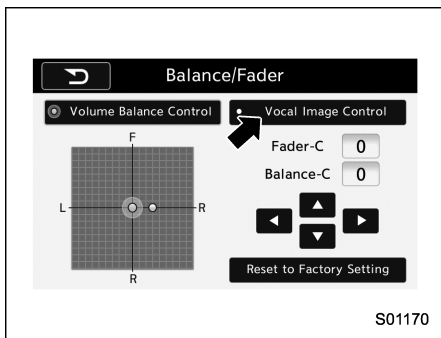 Balance/Fader
Volume Balance Control
Vocal Image Control
F
L
R
R
Fader-C 0
Balance-C 0
Reset to Factory Setting
S01170